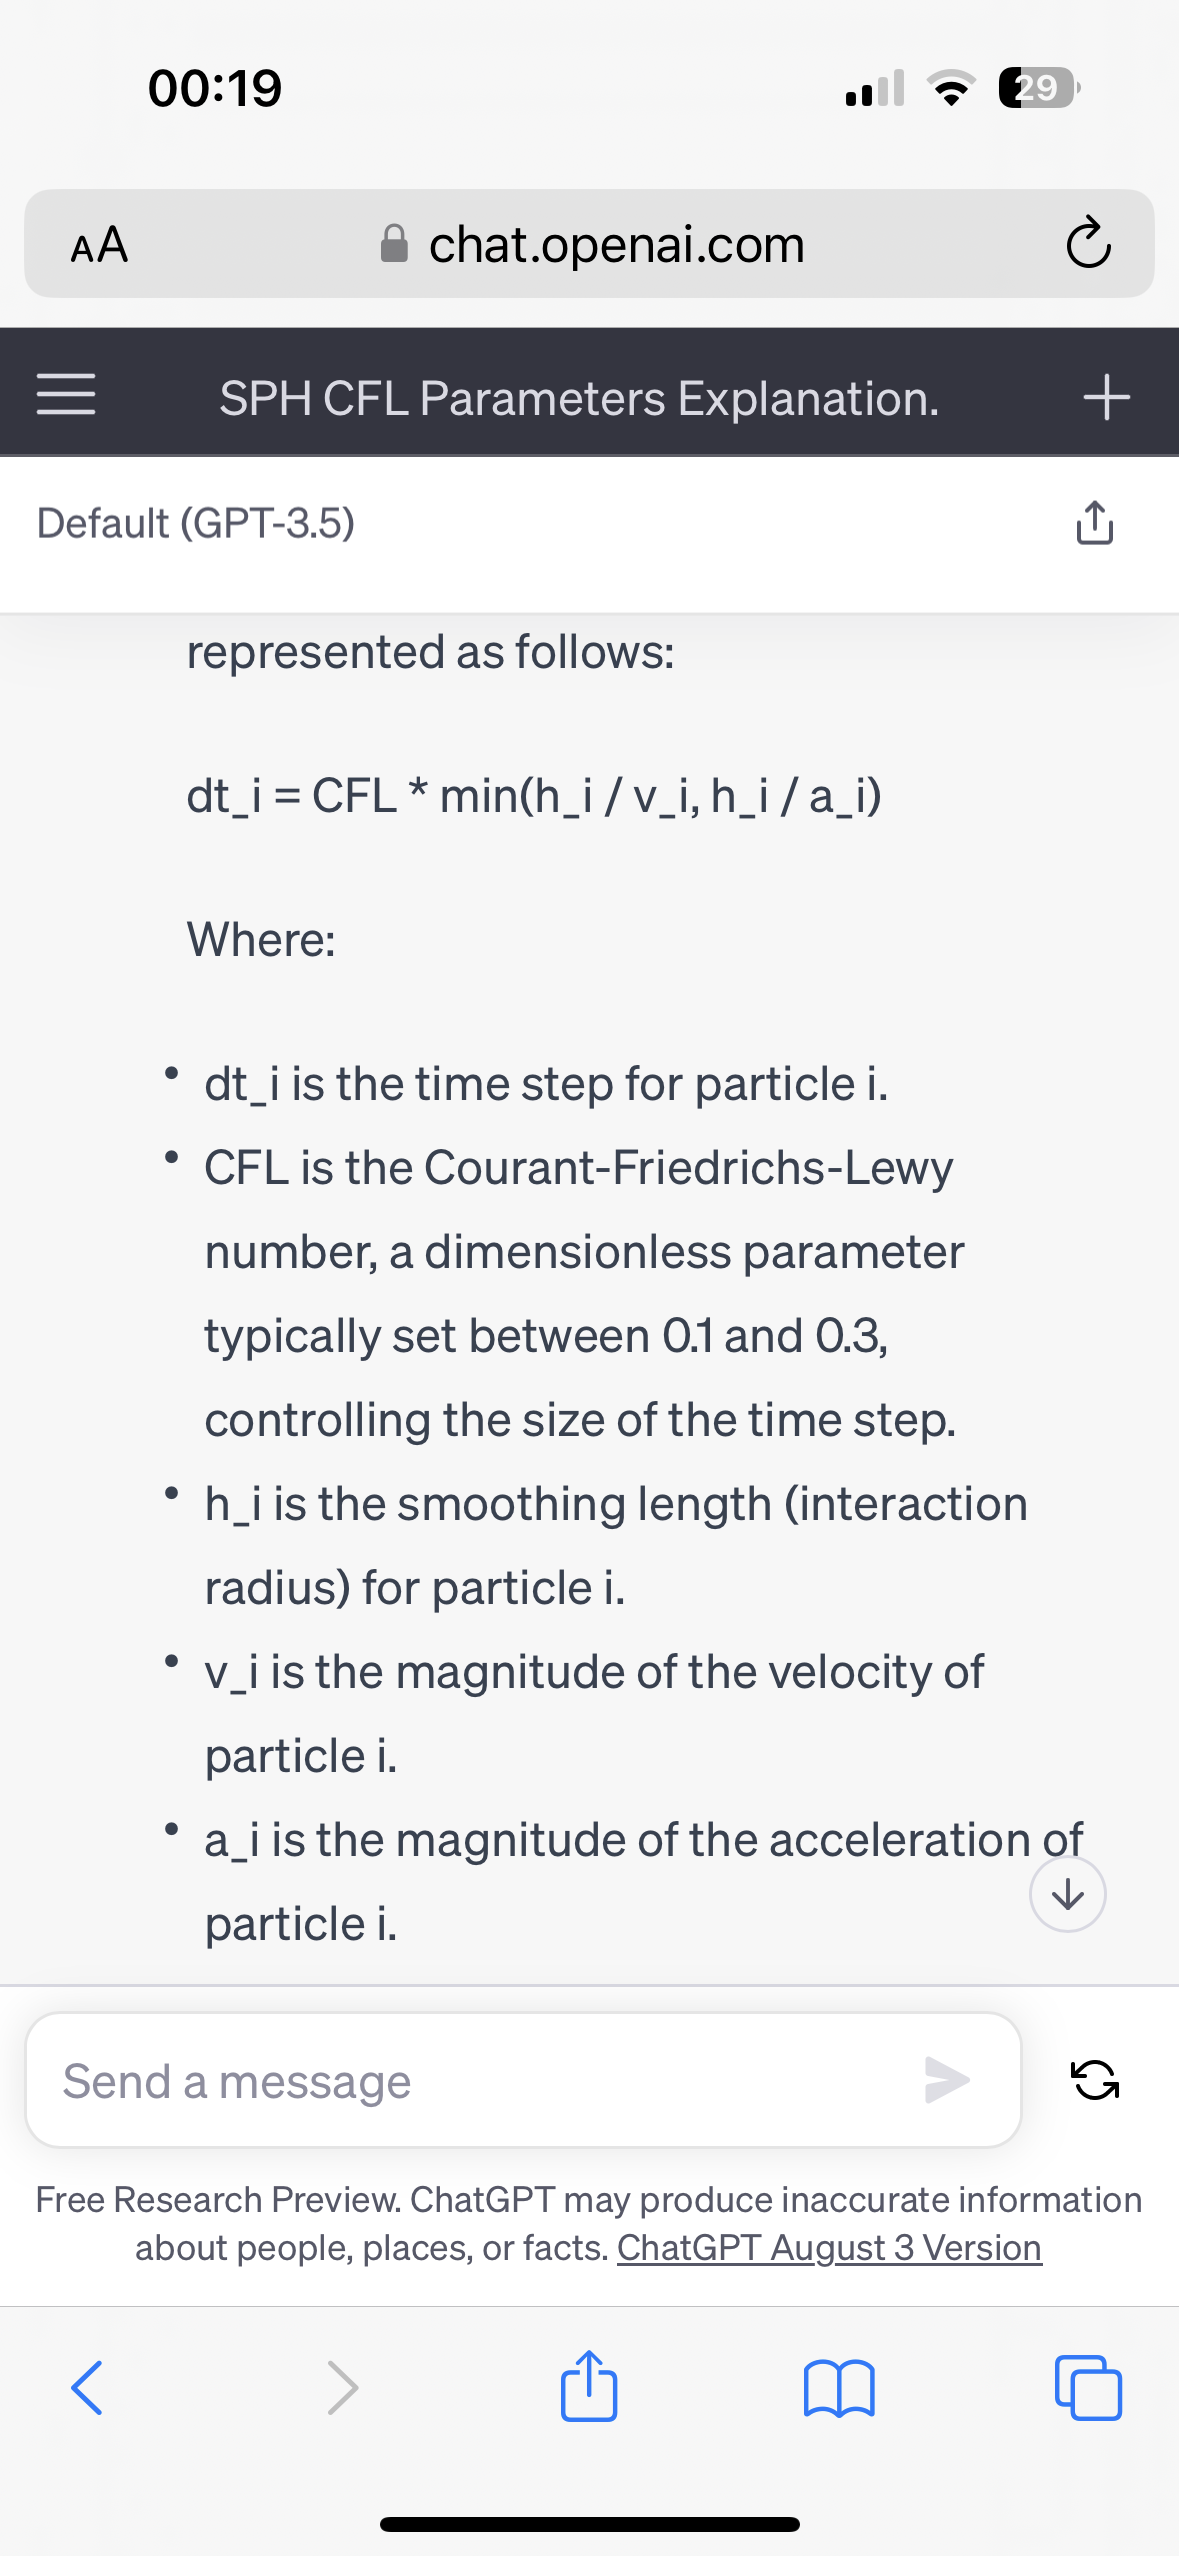 00:19
29
AA chat.openai.com
SPH CFL Parameters Explanation.
Default (GPT-3.5)
represented as follows:
dt_i = CFL * min(h_i / v_i, h_i / a_i)
Where:
• dt_i is the time step for particle i.
• CFL is the Courant-Friedrichs-Lewy
number, a dimensionless parameter
typically set between 0.1 and 0.3,
controlling the size of the time step.
• h_i is the smoothing length (interaction
radius) for particle i.
• v_i is the magnitude of the velocity of
particle i.
• a_i is the magnitude of the acceleration of
particle i.
Send a message
Free Research Preview. ChatGPT may produce inaccurate information
about people, places, or facts. ChatGPT August 3 Version